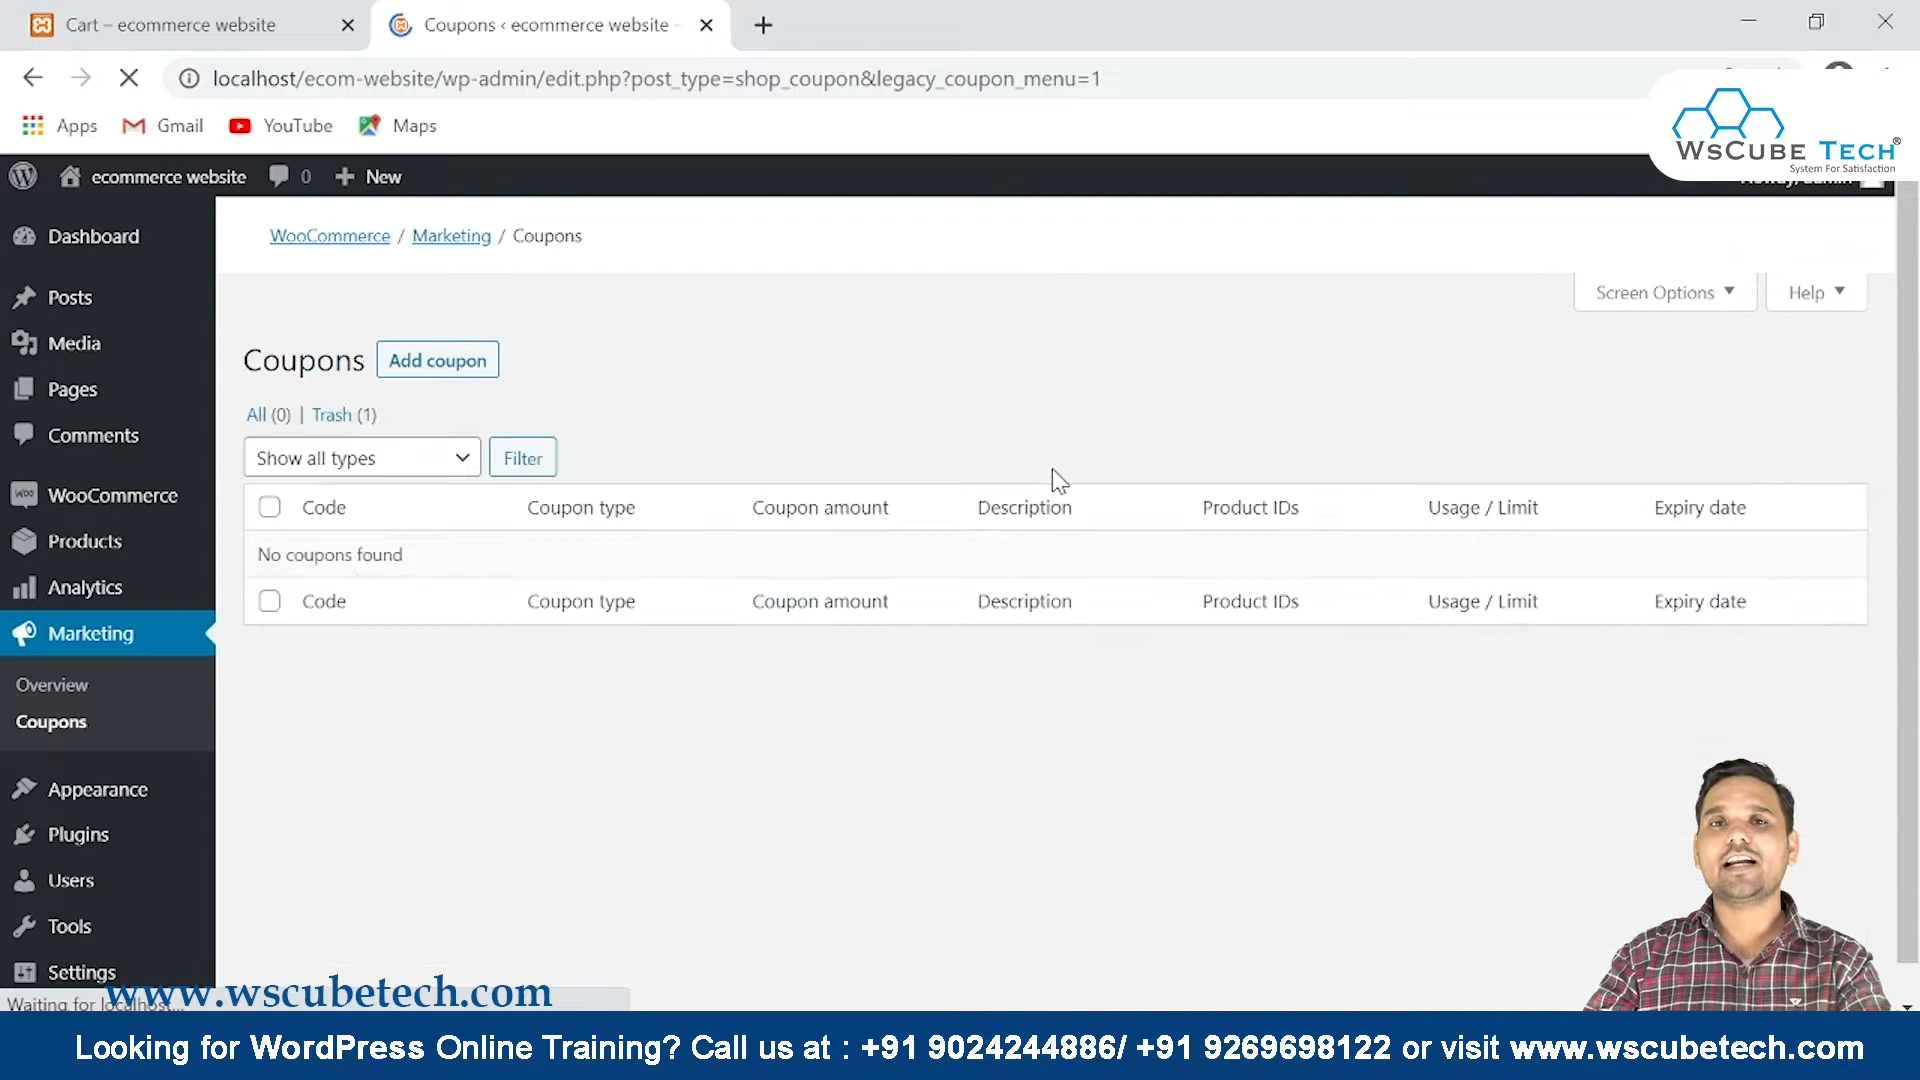 Cart – ecommerce website
Coupons ‹ ecommerce website –
localhost/ecom-website/wp-admin/edit.php?post_type=shop_coupon&legacy_coupon_menu=1
Apps Gmail YouTube Maps
WsCube Tech®
System For Satisfaction
ecommerce website 0 New
Dashboard
Posts
Media
Pages
Comments
WooCommerce
Products
Analytics
Marketing
Overview
Coupons
Appearance
Plugins
Users
Tools
Settings
WooCommerce / Marketing / Coupons
Screen Options Help
Coupons Add coupon
All (0) | Trash (1)
Show all types Filter
Code Coupon type Coupon amount Description Product IDs Usage / Limit Expiry date
No coupons found
Code Coupon type Coupon amount Description Product IDs Usage / Limit Expiry date
Waiting for localhost...
www.wscubetech.com
Looking for WordPress Online Training? Call us at : +91 9024244886/ +91 9269698122 or visit www.wscubetech.com